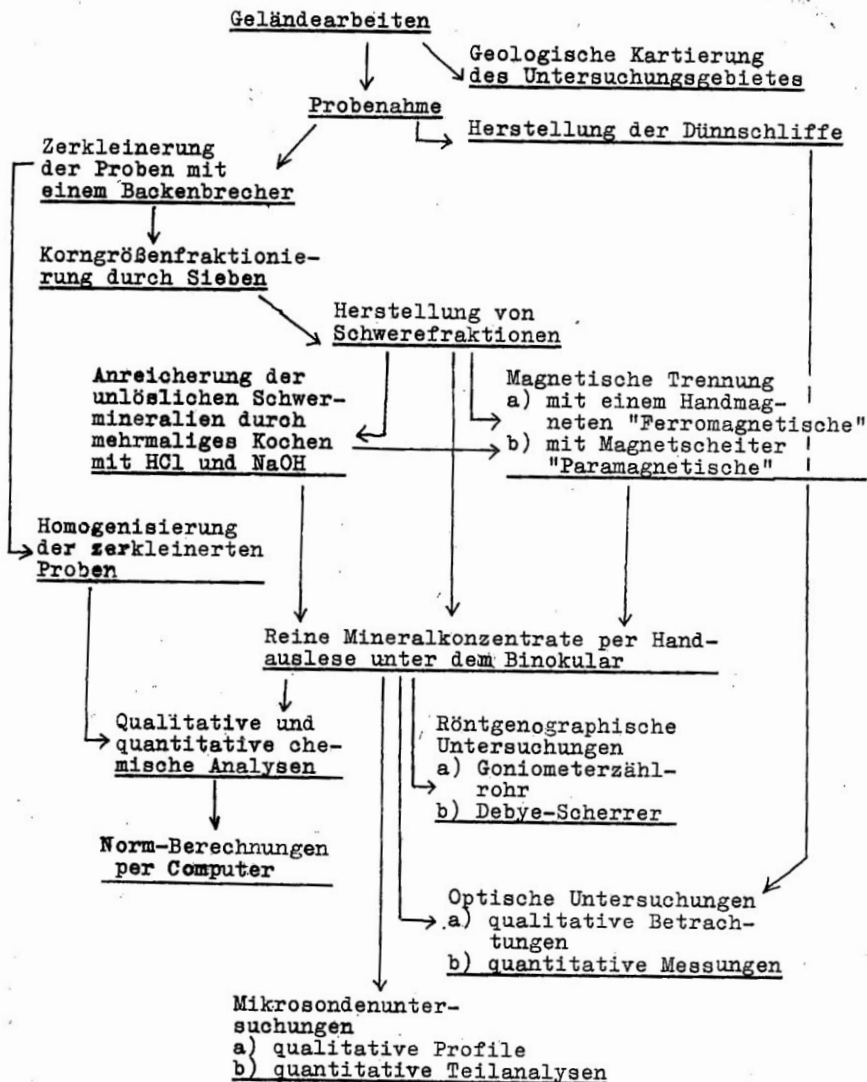 Geländearbeiten
Geologische Kartierung
des Untersuchungsgebietes
Probenahme
Herstellung der Dünnschliffe
Zerkleinerung
der Proben mit
einem Backenbrecher
Korngrößenfraktionie-
rung durch Sieben
Herstellung von
Schwerefraktionen
Anreicherung der
unlöslichen Schwer-
mineralien durch
mehrmaliges Kochen
mit HCl und NaOH
Magnetische Trennung
a) mit einem Handmag-
neten "Ferromagnetische"
b) mit Magnetscheiter
"Paramagnetische"
Homogenisierung
der zerkleinerten
Proben
Reine Mineralkonzentrate per Hand-
auslese unter dem Binokular
Qualitative und
quantitative che-
mische Analysen
Röntgenographische
Untersuchungen
a) Goniometerzähl-
rohr
b) Debye-Scherrer
Norm-Berechnungen
per Computer
Optische Untersuchungen
a) qualitative Betrach-
tungen
b) quantitative Messungen
Mikrosondenunter-
suchungen
a) qualitative Profile
b) quantitative Teilanalysen